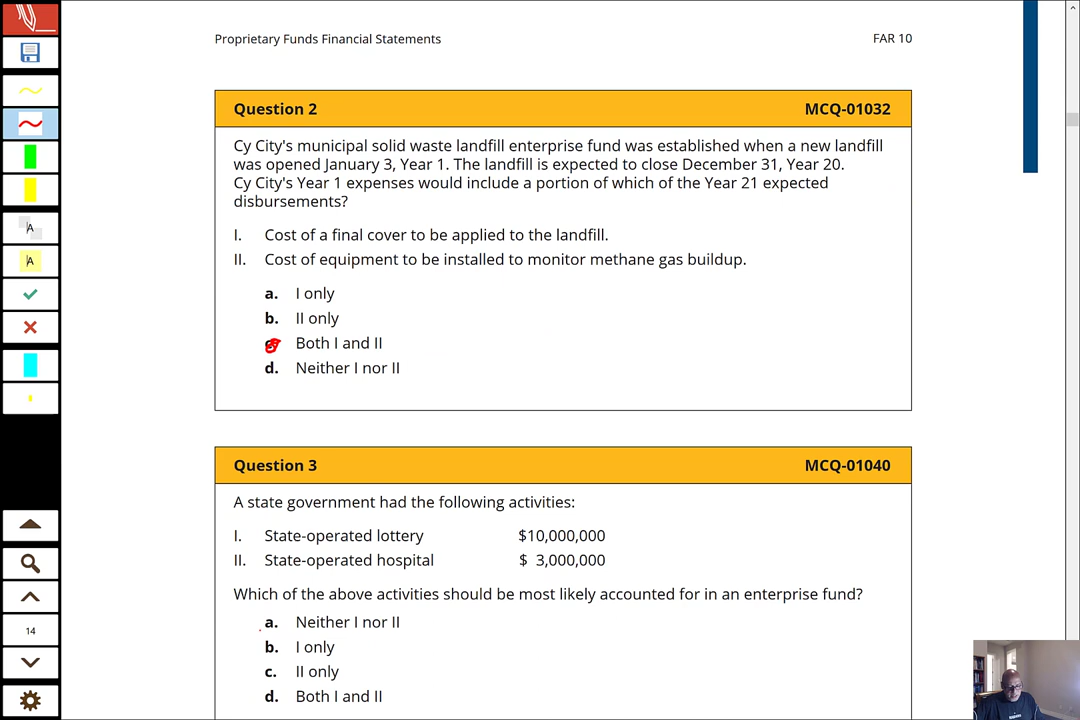 Proprietary Funds Financial Statements FAR 10
Question 2 MCQ-01032
Cy City's municipal solid waste landfill enterprise fund was established when a new landfill
was opened January 3, Year 1. The landfill is expected to close December 31, Year 20.
Cy City's Year 1 expenses would include a portion of which of the Year 21 expected
disbursements?
I. Cost of a final cover to be applied to the landfill.
II. Cost of equipment to be installed to monitor methane gas buildup.
a. I only
b. II only
Both I and II
d. Neither I nor II
Question 3 MCQ-01040
A state government had the following activities:
I. State-operated lottery $10,000,000
II. State-operated hospital $ 3,000,000
Which of the above activities should be most likely accounted for in an enterprise fund?
a. Neither I nor II
b. I only
c. II only
d. Both I and II
A
A
14